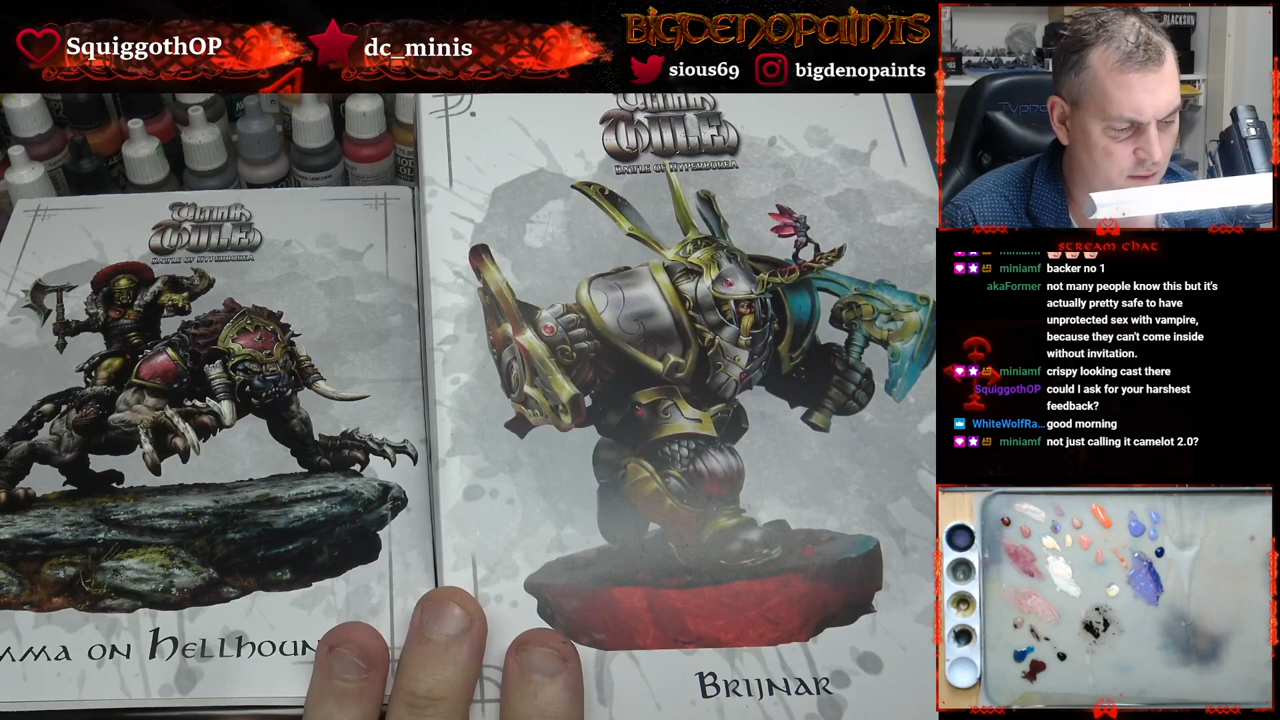 SquiggothOP
dc_minis
BIGDENOPAINTS
sious69
bigdenopaints
BATTLE OF HYPERBOREA
MMA ON HELLHOUN
BATTLE OF HYPERBOREA
BRIJNAR
STREAM CHAT
miniamf backer no 1
akaFormer not many people know this but it's
actually pretty safe to have
unprotected sex with vampire,
because they can't come inside
without invitation.
miniamf crispy looking cast there
SquiggothOP could I ask for your harshest
feedback?
WhiteWolfRa... good morning
miniamf not just calling it camelot 2.0?